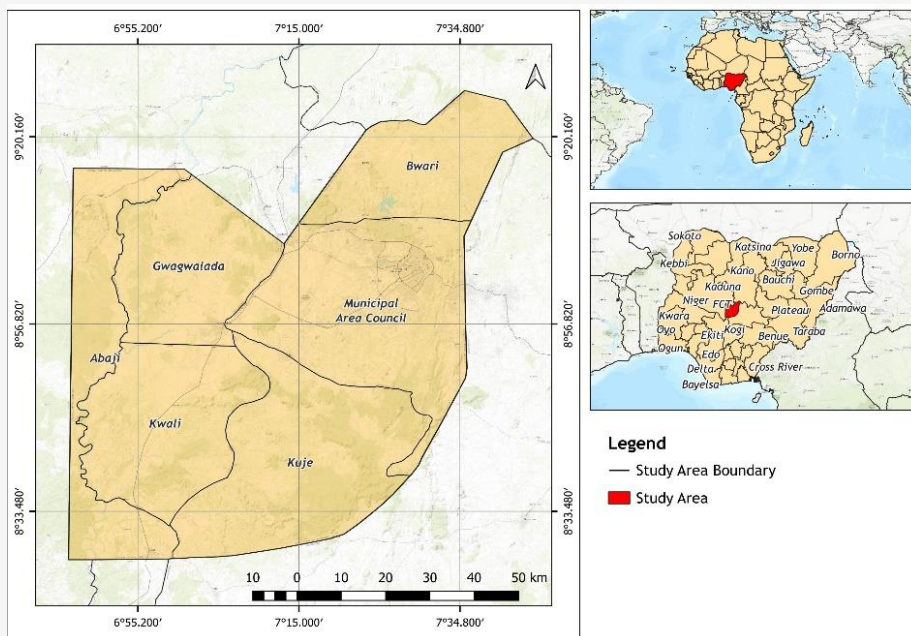 6°55.200'
7°15.000'
7°34.800'
9°20.160'
9°20.160'
Bwari
Gwagwalada
Municipal
Area Council
8°56.820'
8°56.820'
Abaji
Kwali
Kuje
8°33.480'
8°33.480'
10 0 10 20 30 40 50 km
6°55.200'
7°15.000'
7°34.800'
Sokoto
Katsina
Yobe
Borno
Kebbi
Jigawa
Kano
Bauchi
Kaduna
Gombe
Niger
FCT
Adamawa
Kwara
Plateau
Oyo
Ekiti
Kogi
Benue
Taraba
Ogun
Edo
Delta
Cross River
Bayelsa
Legend
Study Area Boundary
Study Area